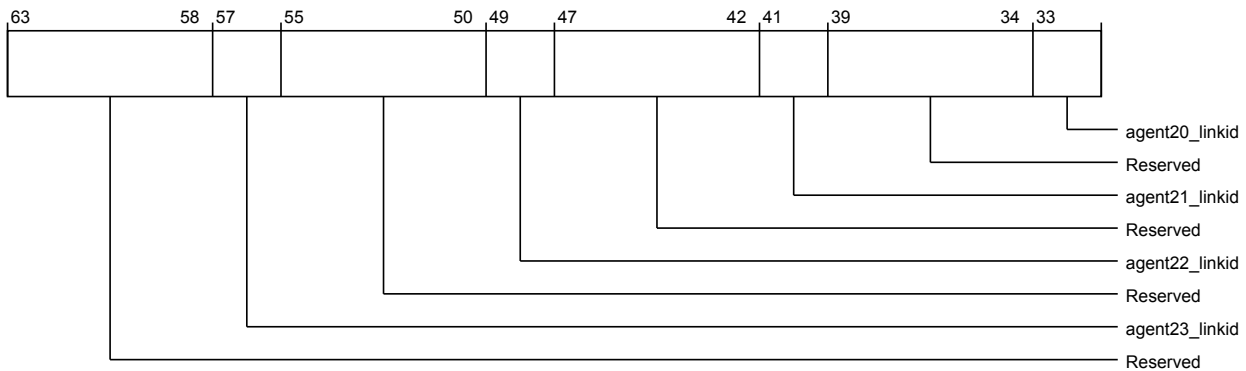 63 58 57 55 50 49 47 42 41 39 34 33
agent20_linkid
Reserved
agent21_linkid
Reserved
agent22_linkid
Reserved
agent23_linkid
Reserved